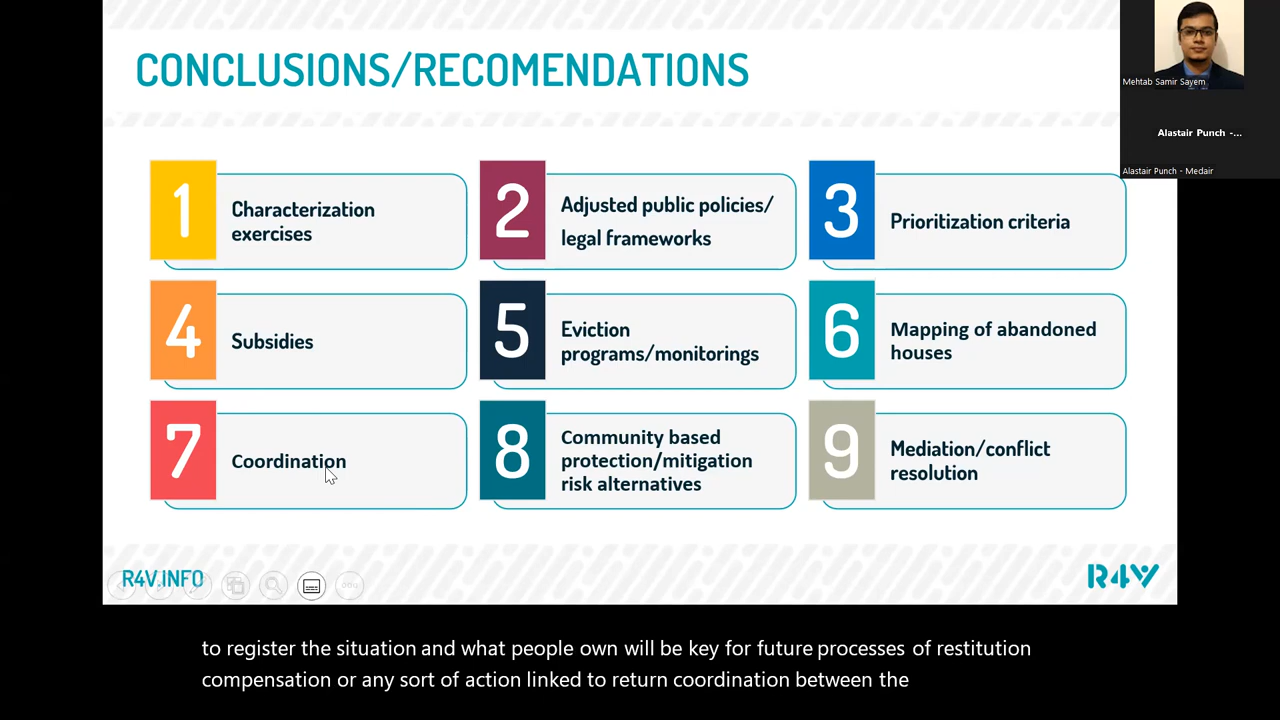 CONCLUSIONS/RECOMENDATIONS
Mehtab Samir Sayem
Alastair Punch -...
Alastair Punch - Medair
1
Characterization
exercises
2
Adjusted public policies/
legal frameworks
3
Prioritization criteria
4
Subsidies
5
Eviction
programs/monitorings
6
Mapping of abandoned
houses
7
Coordination
8
Community based
protection/mitigation
risk alternatives
9
Mediation/conflict
resolution
R4V.INFO
R4V
to register the situation and what people own will be key for future processes of restitution
compensation or any sort of action linked to return coordination between the